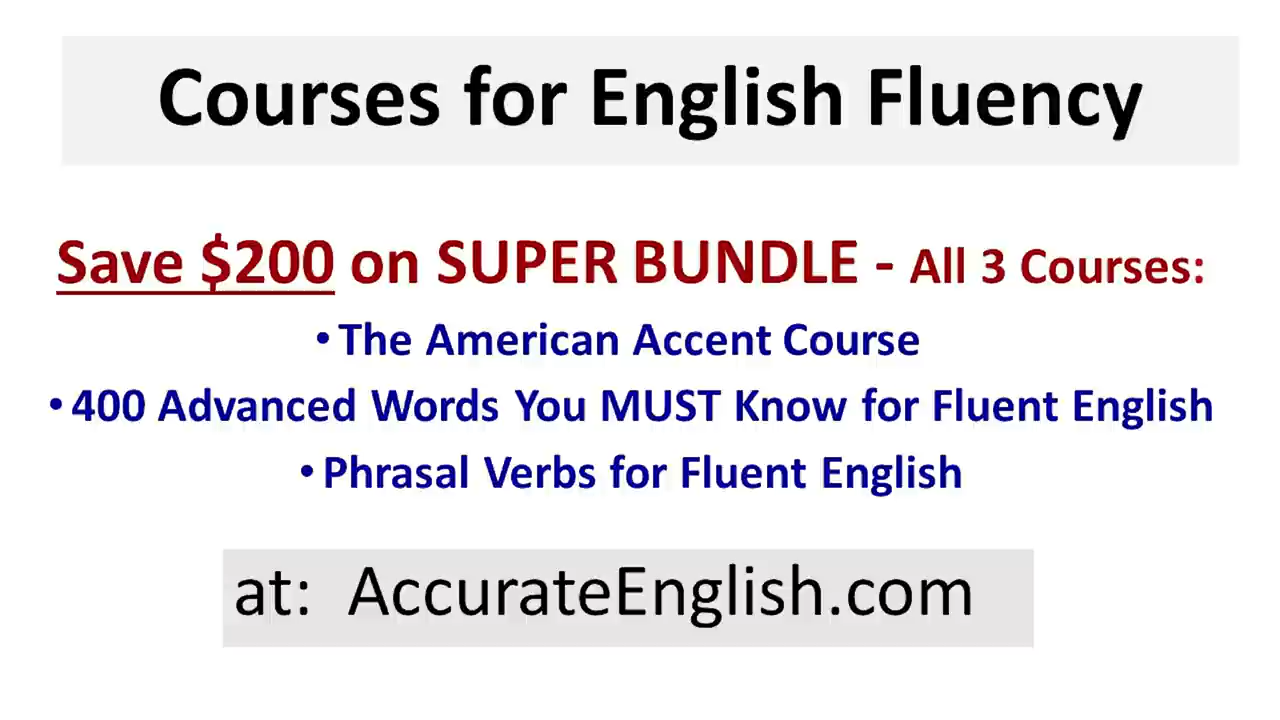 Courses for English Fluency
Save $200 on SUPER BUNDLE - All 3 Courses:
• The American Accent Course
• 400 Advanced Words You MUST Know for Fluent English
• Phrasal Verbs for Fluent English
at: AccurateEnglish.com